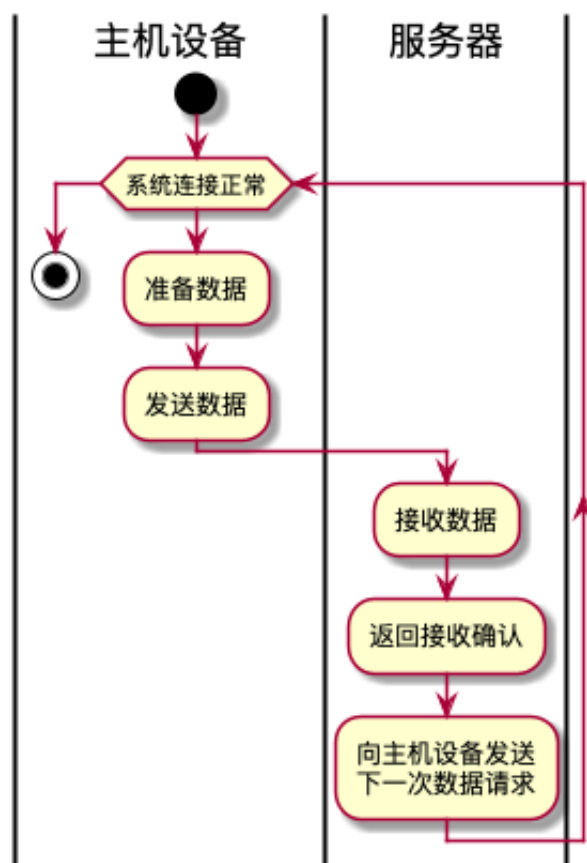 主机设备
服务器
系统连接正常
准备数据
发送数据
接收数据
返回接收确认
向主机设备发送
下一次数据请求